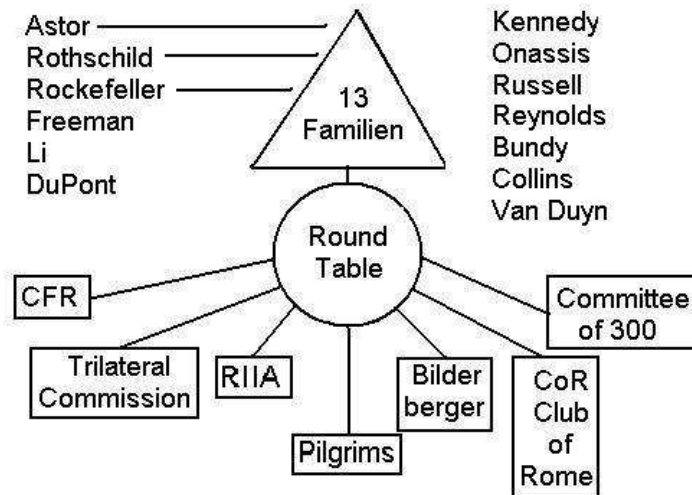 Astor
Rothschild
Rockefeller
Freeman
Li
DuPont
13
Familien
Kennedy
Onassis
Russell
Reynolds
Bundy
Collins
Van Duyn
Round
Table
CFR
Trilateral
Commission
RIIA
Pilgrims
Bilder
berger
CoR
Club
of
Rome
Committee
of 300